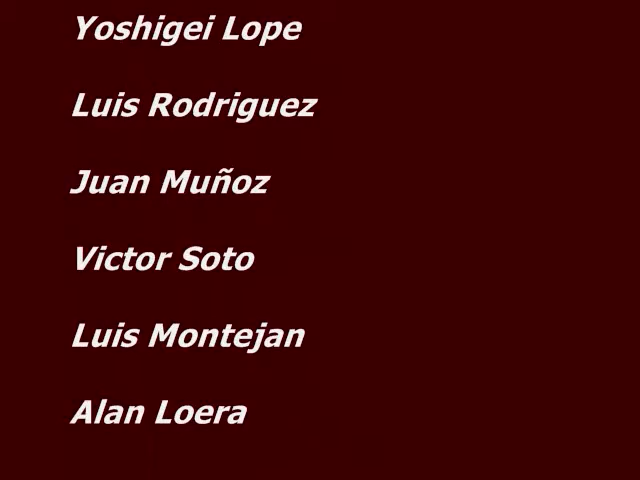 Yoshigei Lope
Luis Rodriguez
Juan Muñoz
Victor Soto
Luis Montejan
Alan Loera